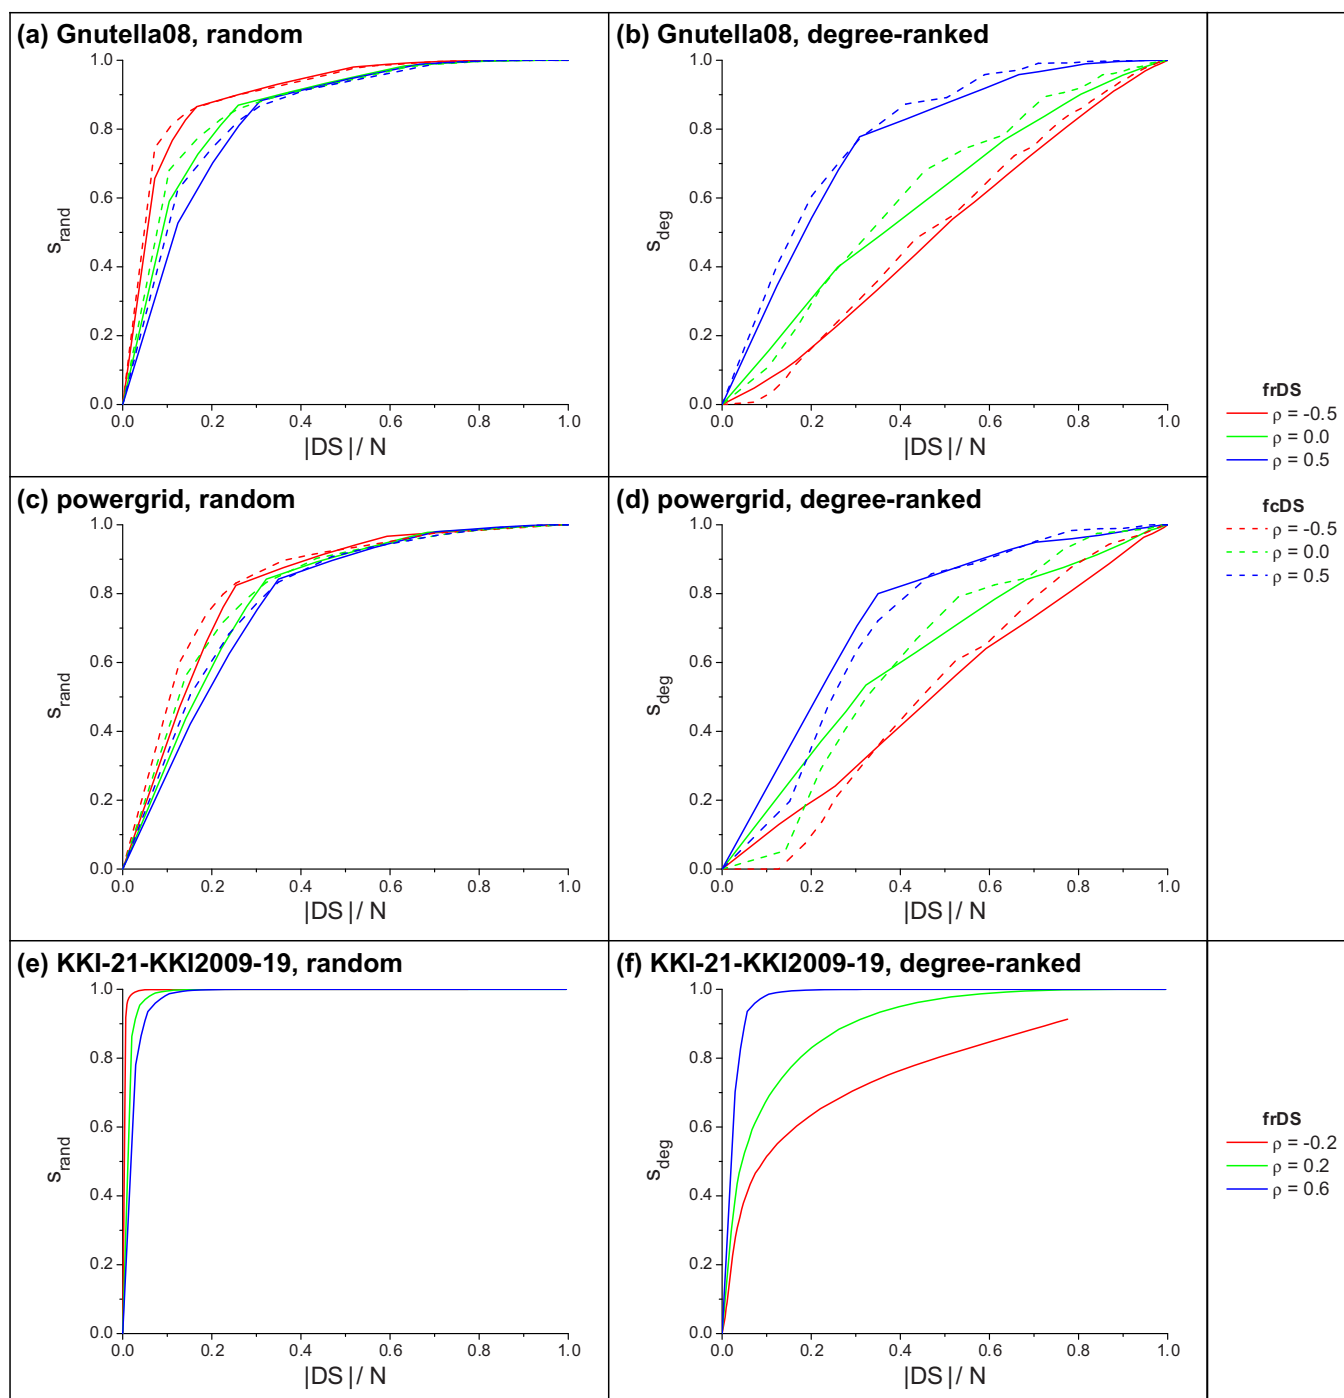 (a) Gnutella08, random
1.0
0.8
0.6
0.4
0.2
0.0
s_rand
0.0 0.2 0.4 0.6 0.8 1.0
|DS|/ N
(b) Gnutella08, degree-ranked
1.0
0.8
0.6
0.4
0.2
0.0
s_deg
0.0 0.2 0.4 0.6 0.8 1.0
|DS|/ N
(c) powergrid, random
1.0
0.8
0.6
0.4
0.2
0.0
s_rand
0.0 0.2 0.4 0.6 0.8 1.0
|DS|/ N
(d) powergrid, degree-ranked
1.0
0.8
0.6
0.4
0.2
0.0
s_deg
0.0 0.2 0.4 0.6 0.8 1.0
|DS|/ N
frDS
ρ = -0.5
ρ = 0.0
ρ = 0.5
fcDS
ρ = -0.5
ρ = 0.0
ρ = 0.5
(e) KKI-21-KKI2009-19, random
1.0
0.8
0.6
0.4
0.2
0.0
s_rand
0.0 0.2 0.4 0.6 0.8 1.0
|DS|/ N
(f) KKI-21-KKI2009-19, degree-ranked
1.0
0.8
0.6
0.4
0.2
0.0
s_deg
0.0 0.2 0.4 0.6 0.8 1.0
|DS|/ N
frDS
ρ = -0.2
ρ = 0.2
ρ = 0.6